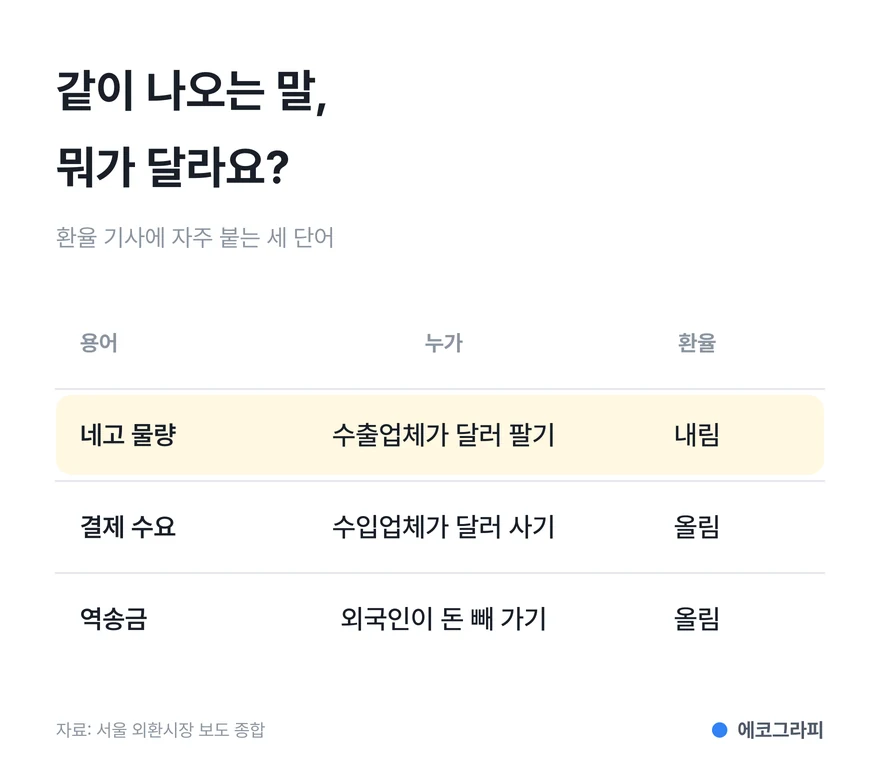 같이 나오는 말,
뭐가 달라요?
환율 기사에 자주 붙는 세 단어
용어 누가 환율
네고 물량 수출업체가 달러 팔기 내림
결제 수요 수입업체가 달러 사기 올림
역송금 외국인이 돈 빼 가기 올림
자료: 서울 외환시장 보도 종합
에코그라피